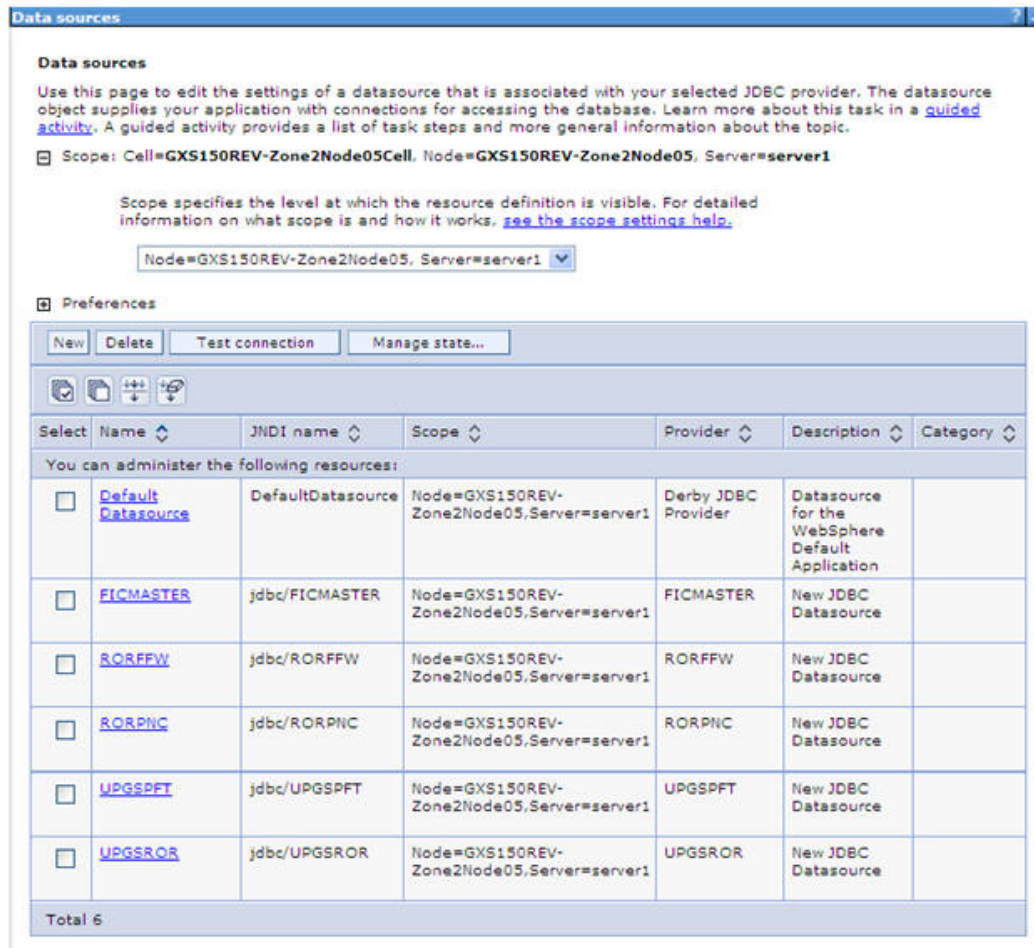 Data sources
?
Data sources
Use this page to edit the settings of a datasource that is associated with your selected JDBC provider. The datasource
object supplies your application with connections for accessing the database. Learn more about this task in a guided
activity. A guided activity provides a list of task steps and more general information about the topic.
Scope: Cell=GXS150REV-Zone2Node05Cell, Node=GXS150REV-Zone2Node05, Server=server1
Scope specifies the level at which the resource definition is visible. For detailed
information on what scope is and how it works, see the scope settings help.
Node=GXS150REV-Zone2Node05, Server=server1
Preferences
New Delete Test connection Manage state...
Select Name JNDI name Scope Provider Description Category
You can administer the following resources:
Default DefaultDatasource Node=GXS150REV- Derby JDBC Datasource
Datasource Zone2Node05,Server=server1 Provider for the
WebSphere
Default
Application
FICMASTER jdbc/FICMASTER Node=GXS150REV- FICMASTER New JDBC
Zone2Node05,Server=server1 Datasource
RORFFW jdbc/RORFFW Node=GXS150REV- RORFFW New JDBC
Zone2Node05,Server=server1 Datasource
RORPNC jdbc/RORPNC Node=GXS150REV- RORPNC New JDBC
Zone2Node05,Server=server1 Datasource
UPGSPFT jdbc/UPGSPFT Node=GXS150REV- UPGSPFT New JDBC
Zone2Node05,Server=server1 Datasource
UPGSROR jdbc/UPGSROR Node=GXS150REV- UPGSROR New JDBC
Zone2Node05,Server=server1 Datasource
Total 6